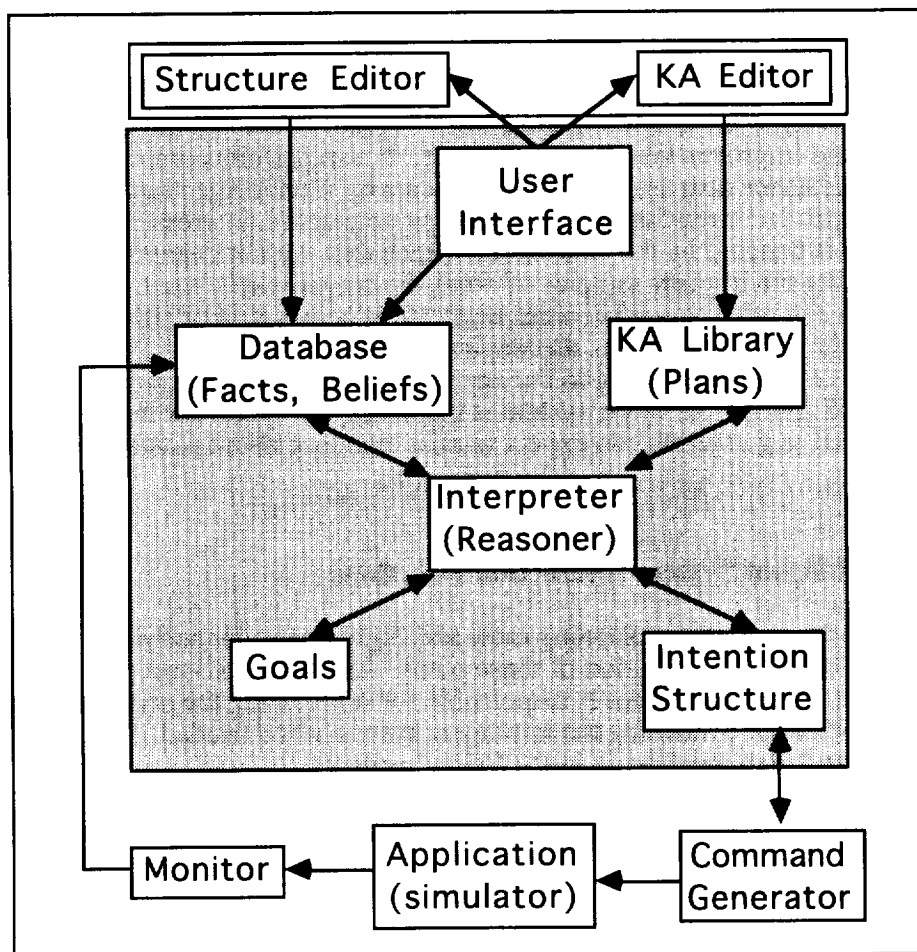 Structure Editor
KA Editor
User
Interface
Database
(Facts, Beliefs)
KA Library
(Plans)
Interpreter
(Reasoner)
Goals
Intention
Structure
Monitor
Application
(simulator)
Command
Generator